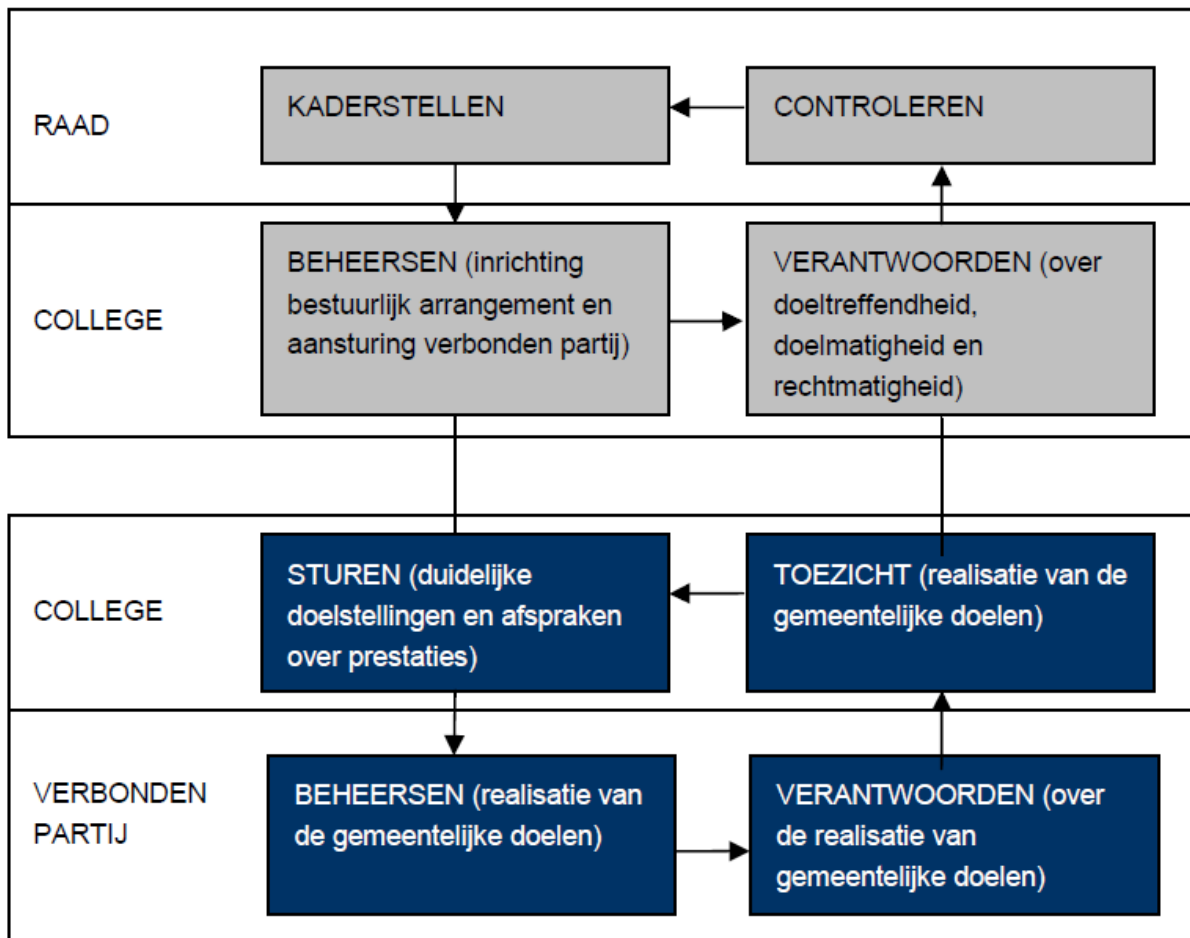 RAAD
KADERSTELLEN
CONTROLEREN
COLLEGE
BEHEERSEN (inrichting
bestuurlijk arrangement en
aansturing verbonden partij)
VERANTWOORDEN (over
doeltreffendheid,
doelmatigheid en
rechtmatigheid)
COLLEGE
STUREN (duidelijke
doelstellingen en afspraken
over prestaties)
TOEZICHT (realisatie van de
gemeentelijke doelen)
VERBONDEN
PARTIJ
BEHEERSEN (realisatie van
de gemeentelijke doelen)
VERANTWOORDEN (over
de realisatie van
gemeentelijke doelen)